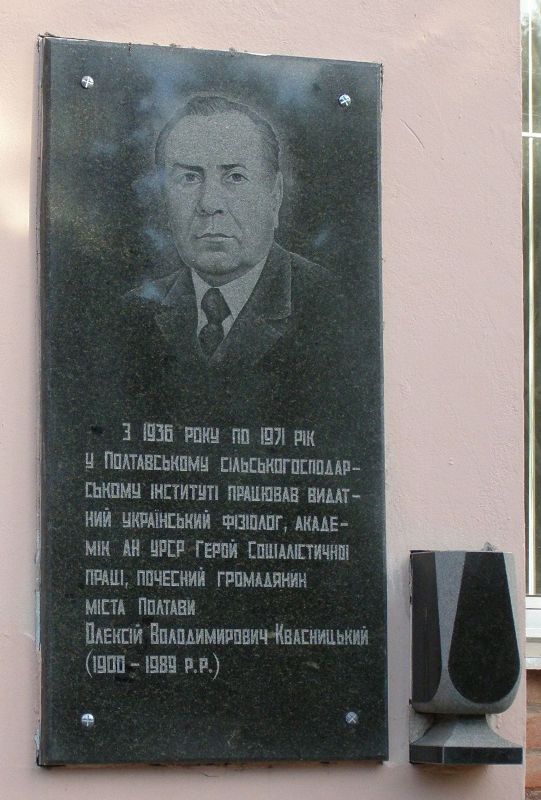 З 1936 року по 1971 рік
у Полтавському сільськогосподар-
ському інституті працював видат-
ний український фізіолог, акаде-
мік АН УРСР Герой Соціалістичної
праці, почесний громадянин
міста Полтави
Олексій Володимирович Квасницький
(1900 - 1989 р.р.)